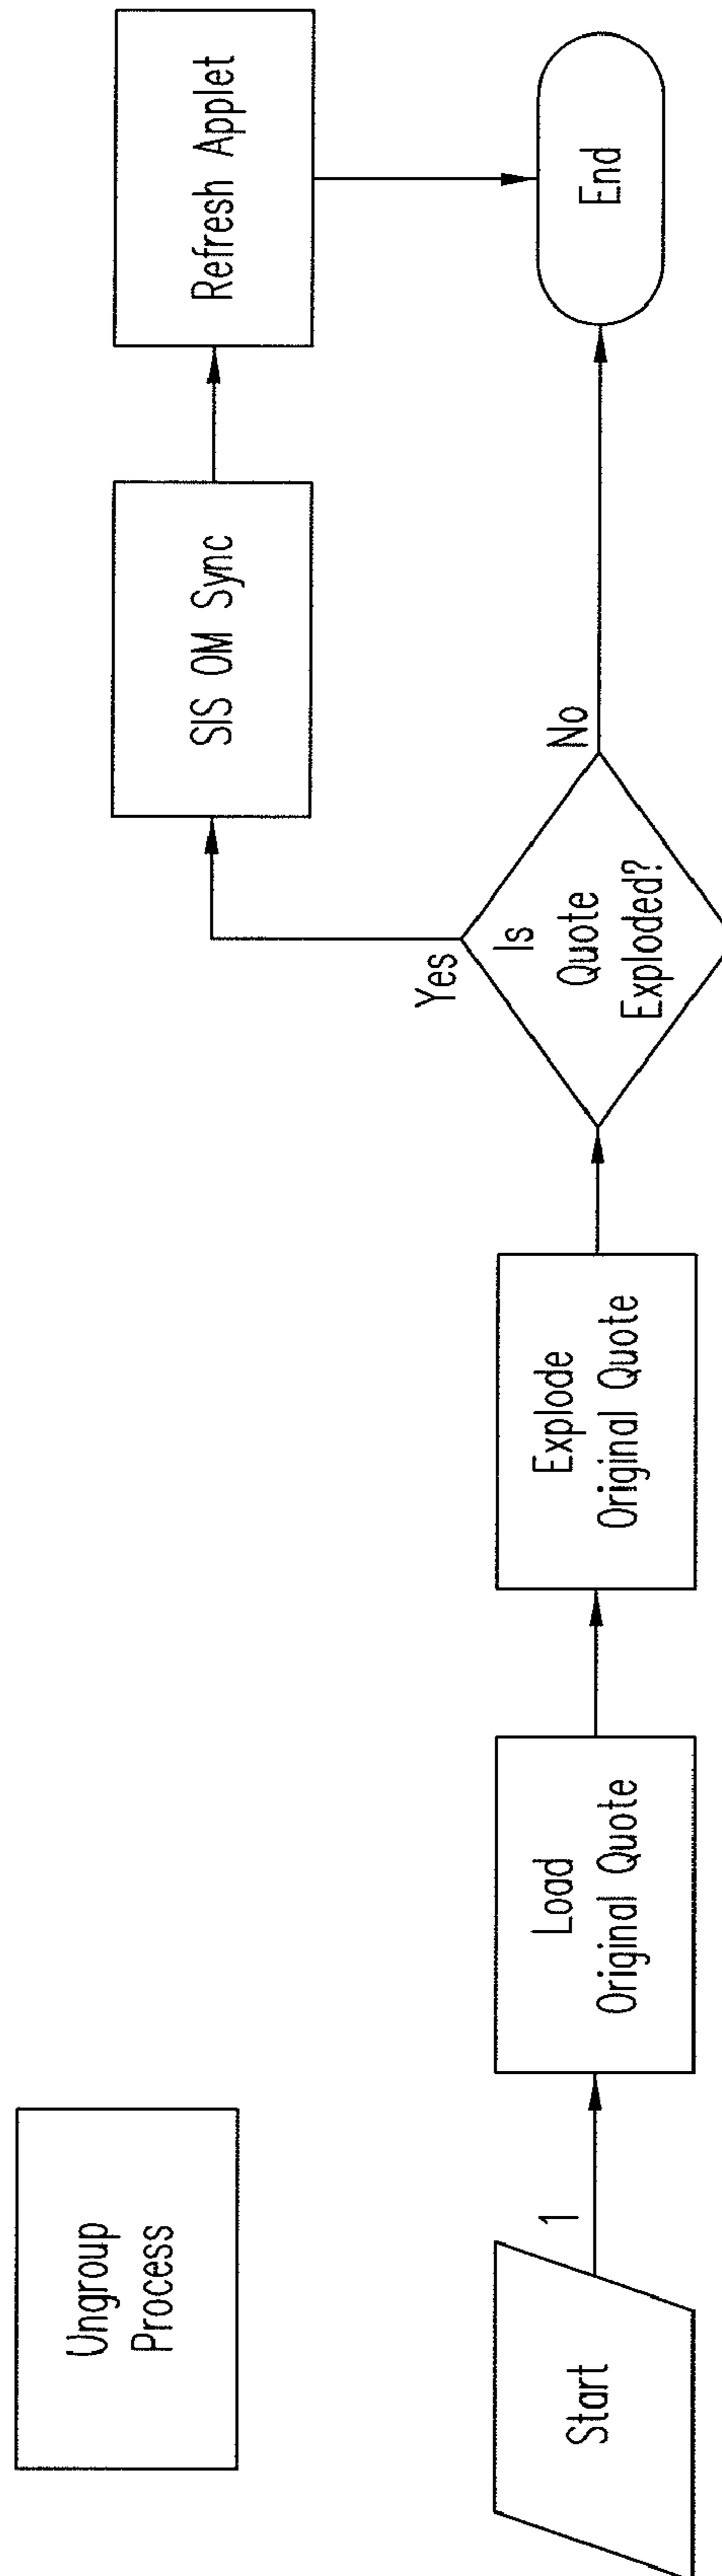 Ungroup
Process
Start
1
Load
Original Quote
Explode
Original Quote
Is
Quote
Exploded?
Yes
No
SIS OM Sync
Refresh Applet
End